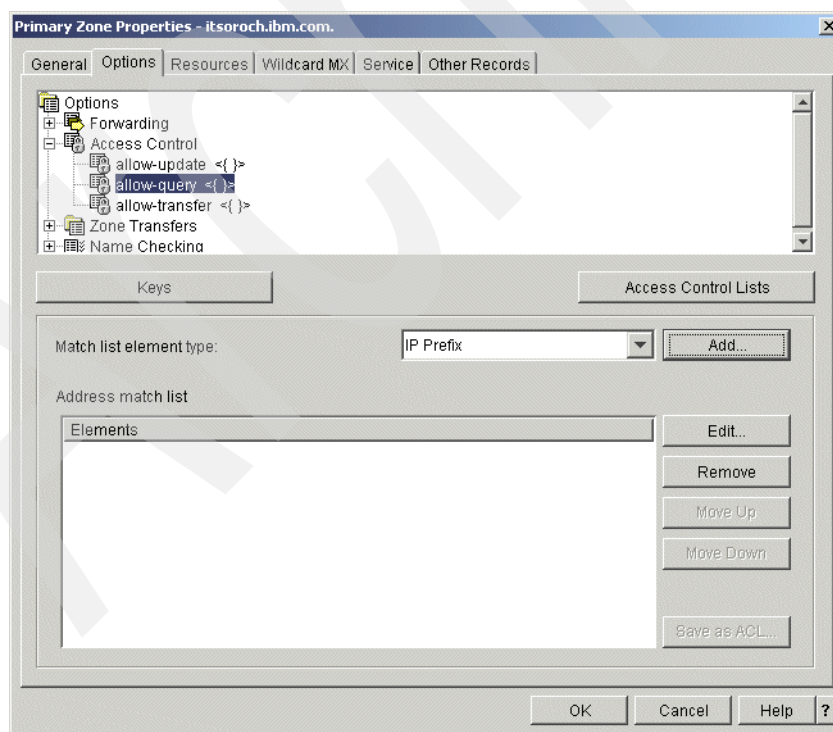 Primary Zone Properties - itsoroch.ibm.com.
General Options Resources Wildcard MX Service Other Records
Options
Forwarding
Access Control
allow-update <{ }>
allow-query <{ }>
allow-transfer <{ }>
Zone Transfers
Name Checking
Keys Access Control Lists
Match list element type: IP Prefix Add...
Address match list
Elements
Edit...
Remove
Move Up
Move Down
Save as ACL...
OK Cancel Help ?